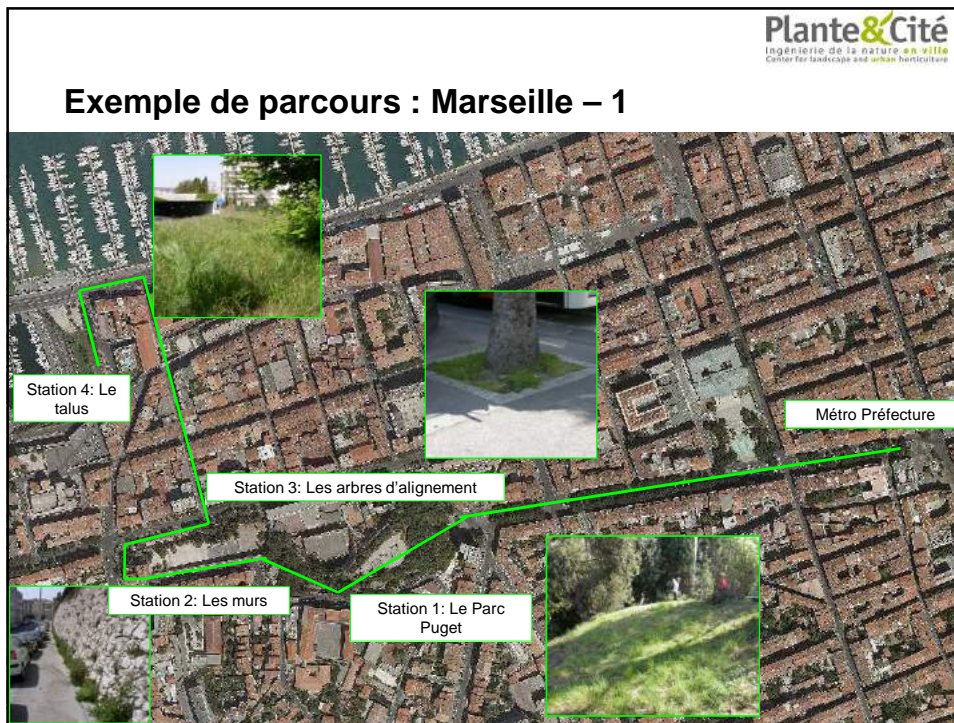 Plante&Cité
Ingénierie de la nature en ville
Center for landscape and urban horticulture
Exemple de parcours : Marseille – 1
Station 4: Le
talus
Métro Préfecture
Station 3: Les arbres d'alignement
Station 2: Les murs
Station 1: Le Parc
Puget